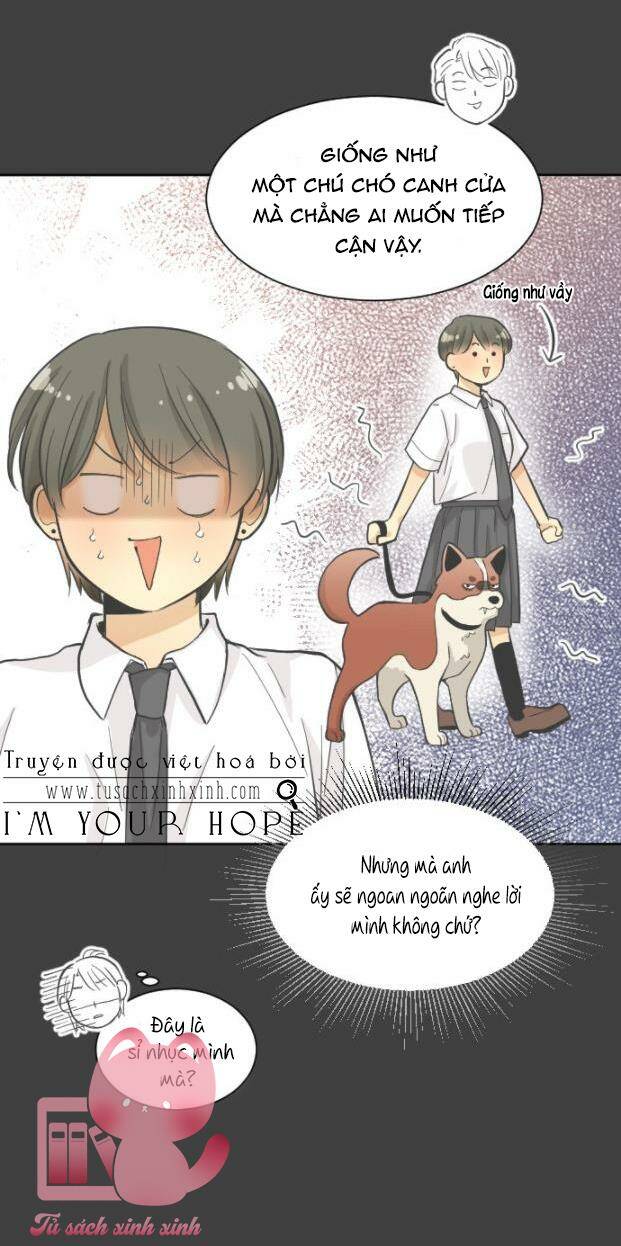 GIỐNG NHƯ
MỘT CHÚ CHÓ CANH CỬA
MÀ CHẲNG AI MUỐN TIẾP
CẬN VẬY.
Giống như vầy
Truyện được việt hoá bởi
www.tusachxinhxinh.com
I'M YOUR HOPE
Nhưng mà anh
ấy sẽ ngoan ngoãn nghe lời
mình không chứ?
Đây là
sỉ nhục mình
mà?
Tủ sách xinh xinh